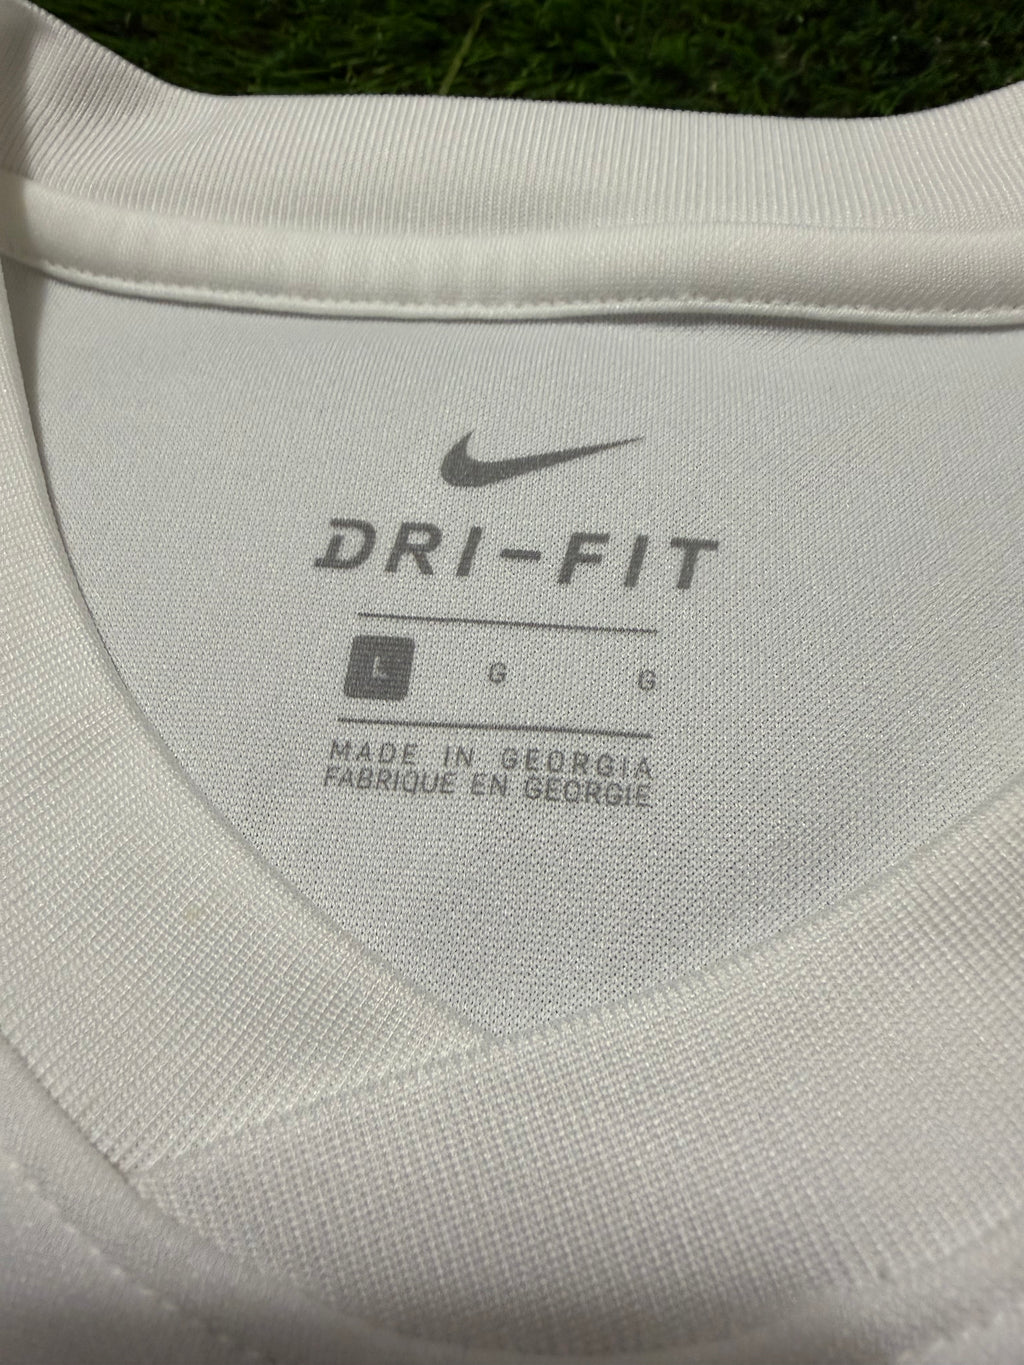 DRI-FIT
L G G
MADE IN GEORGIA
FABRIQUE EN GEORGIE